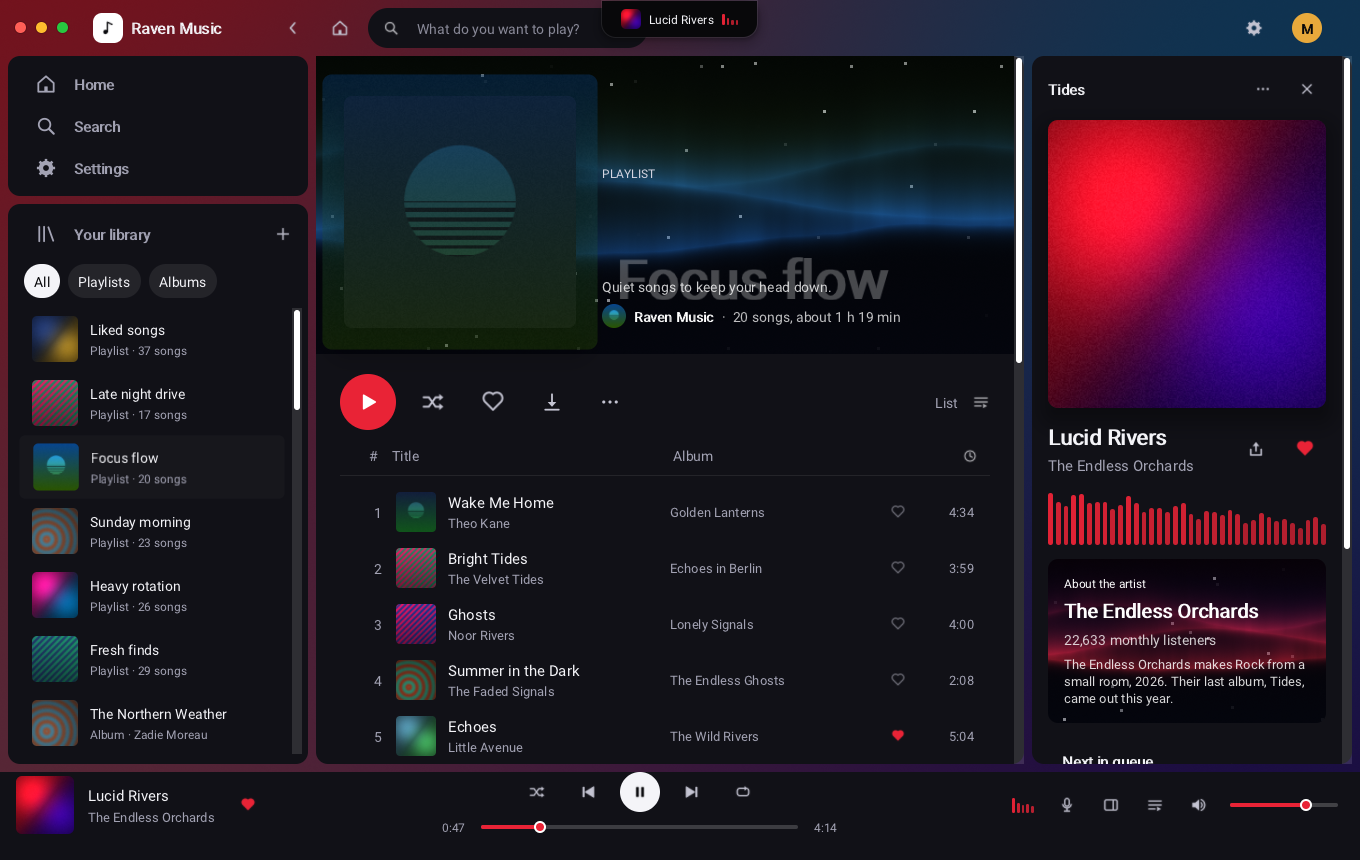 Raven Music
What do you want to play?
Lucid Rivers
M
Home
Search
Settings
Your library
All
Playlists
Albums
Liked songs
Playlist · 37 songs
Late night drive
Playlist · 17 songs
Focus flow
Playlist · 20 songs
Sunday morning
Playlist · 23 songs
Heavy rotation
Playlist · 26 songs
Fresh finds
Playlist · 29 songs
The Northern Weather
Album · Zadie Moreau
PLAYLIST
Focus flow
Quiet songs to keep your head down.
Raven Music · 20 songs, about 1 h 19 min
List
# Title Album
1 Wake Me Home Golden Lanterns 4:34
Theo Kane
2 Bright Tides Echoes in Berlin 3:59
The Velvet Tides
3 Ghosts Lonely Signals 4:00
Noor Rivers
4 Summer in the Dark The Endless Ghosts 2:08
The Faded Signals
5 Echoes The Wild Rivers 5:04
Little Avenue
Tides
Lucid Rivers
The Endless Orchards
About the artist
The Endless Orchards
22,633 monthly listeners
The Endless Orchards makes Rock from a
small room, 2026. Their last album, Tides,
came out this year.
Next in queue
Lucid Rivers
The Endless Orchards
0:47
4:14